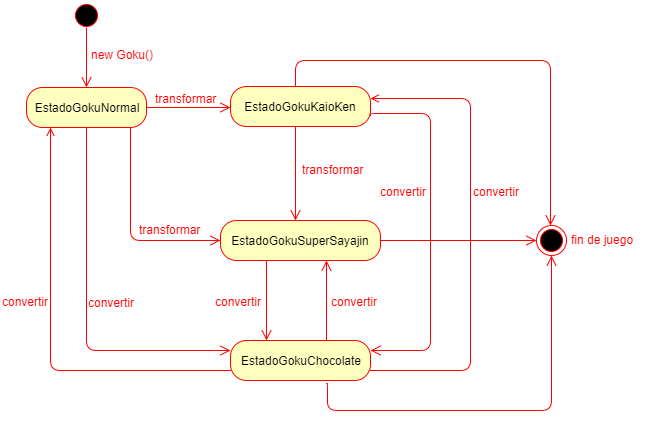 new Goku()
EstadoGokuNormal
transformar
EstadoGokuKaioKen
transformar
convertir
convertir
transformar
EstadoGokuSuperSayajin
fin de juego
convertir
convertir
convertir
convertir
EstadoGokuChocolate